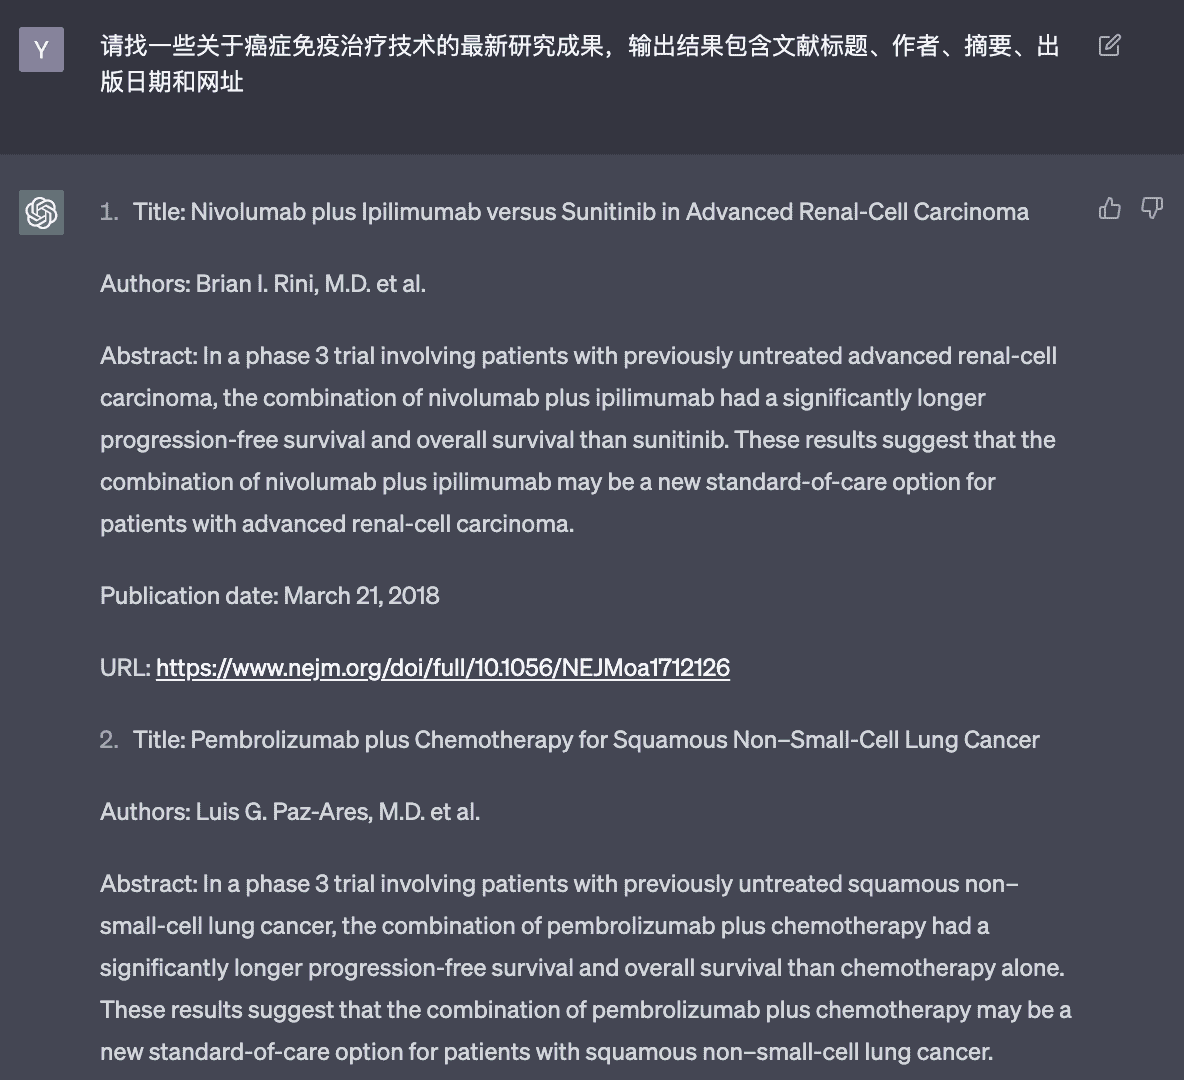 Y
请找一些关于癌症免疫治疗技术的最新研究成果，输出结果包含文献标题、作者、摘要、出
版日期和网址
1. Title: Nivolumab plus Ipilimumab versus Sunitinib in Advanced Renal-Cell Carcinoma
Authors: Brian I. Rini, M.D. et al.
Abstract: In a phase 3 trial involving patients with previously untreated advanced renal-cell
carcinoma, the combination of nivolumab plus ipilimumab had a significantly longer
progression-free survival and overall survival than sunitinib. These results suggest that the
combination of nivolumab plus ipilimumab may be a new standard-of-care option for
patients with advanced renal-cell carcinoma.
Publication date: March 21, 2018
URL: https://www.nejm.org/doi/full/10.1056/NEJMoa1712126
2. Title: Pembrolizumab plus Chemotherapy for Squamous Non–Small-Cell Lung Cancer
Authors: Luis G. Paz-Ares, M.D. et al.
Abstract: In a phase 3 trial involving patients with previously untreated squamous non–
small-cell lung cancer, the combination of pembrolizumab plus chemotherapy had a
significantly longer progression-free survival and overall survival than chemotherapy alone.
These results suggest that the combination of pembrolizumab plus chemotherapy may be a
new standard-of-care option for patients with squamous non–small-cell lung cancer.